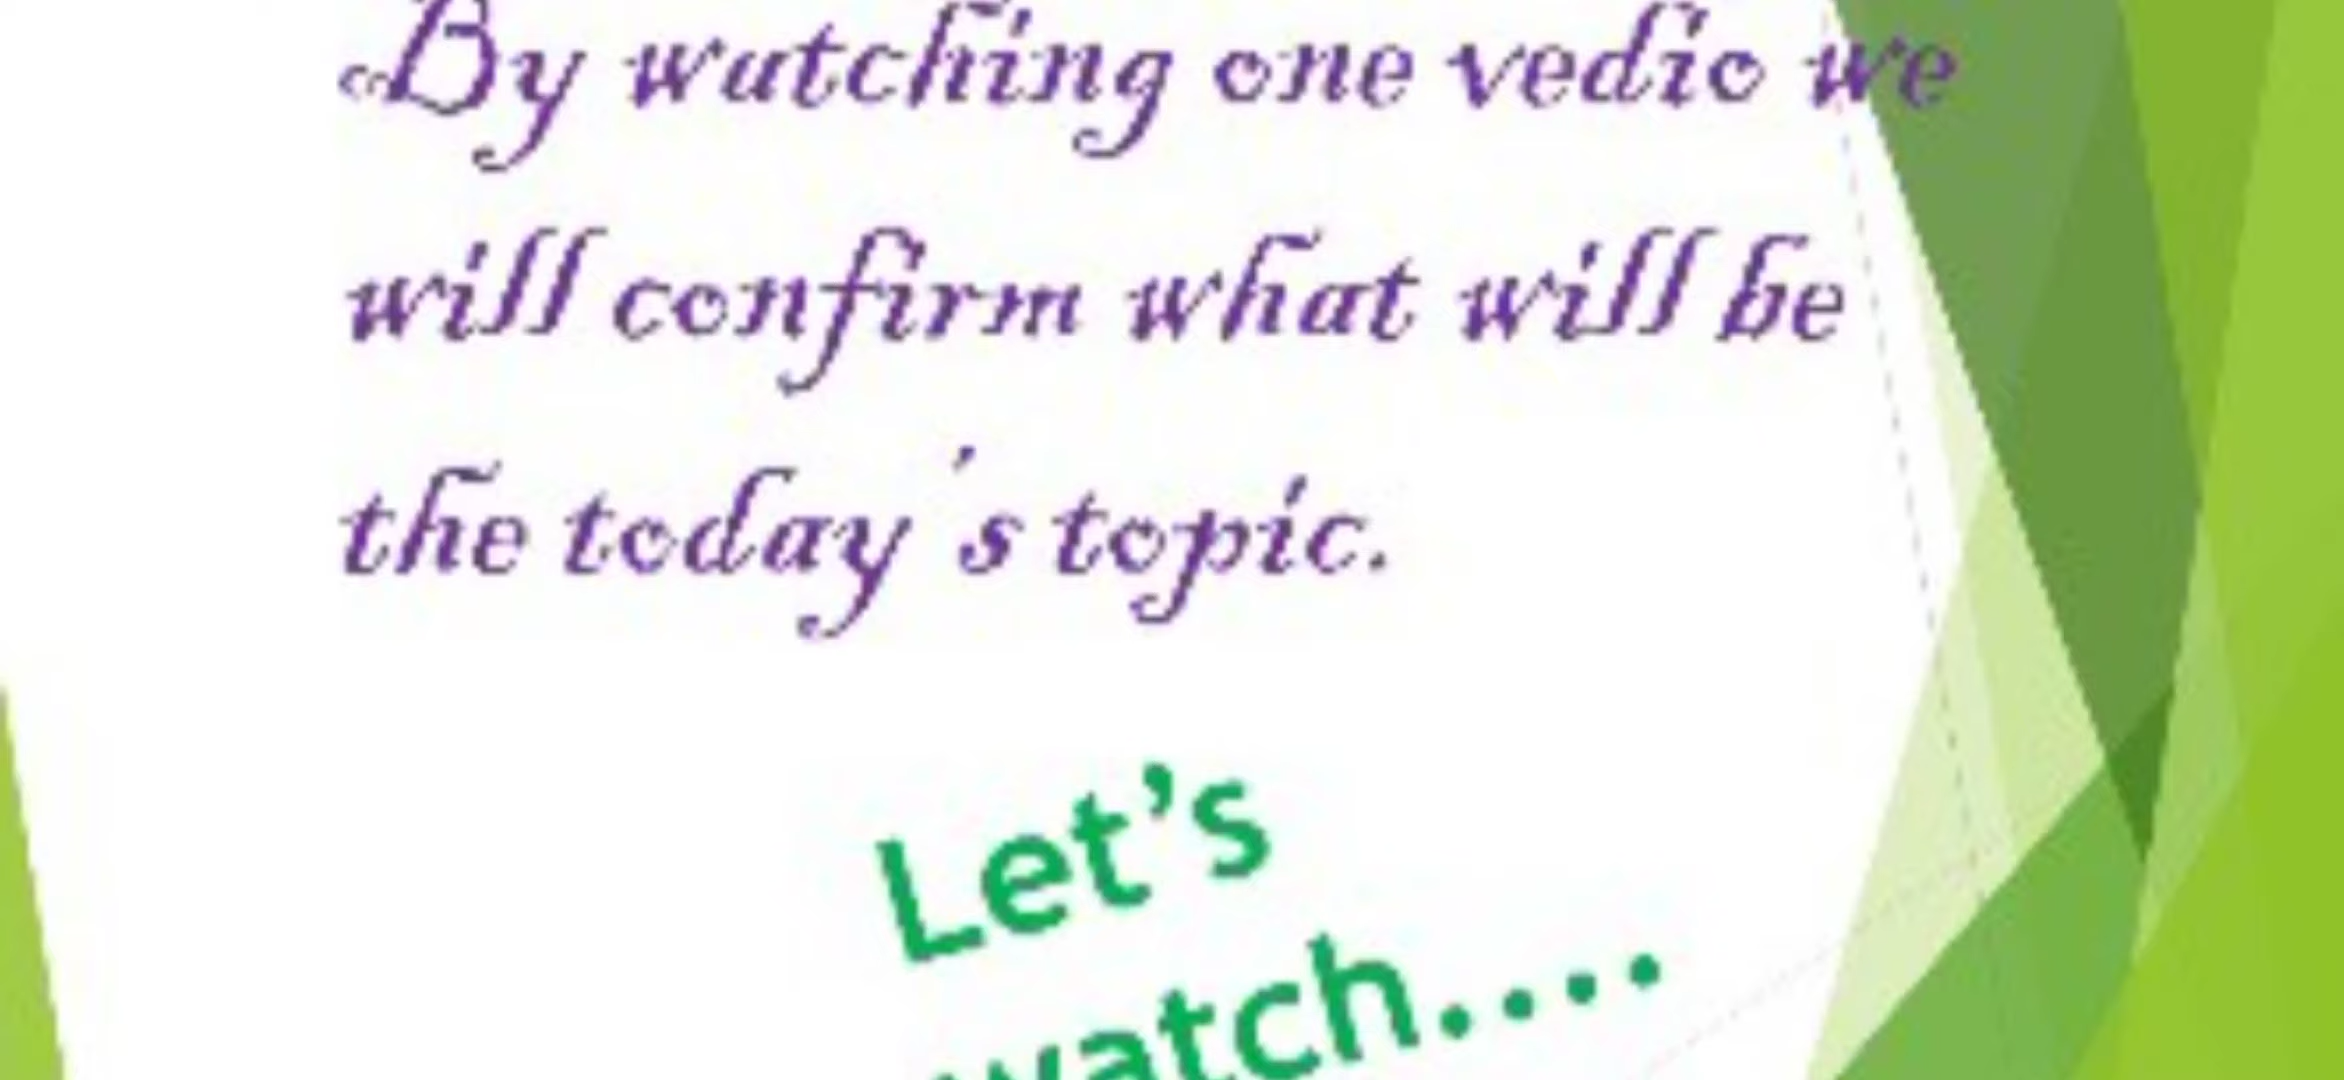 By watching one vedio we
will confirm what will be
the today's topic.
Let's
watch....